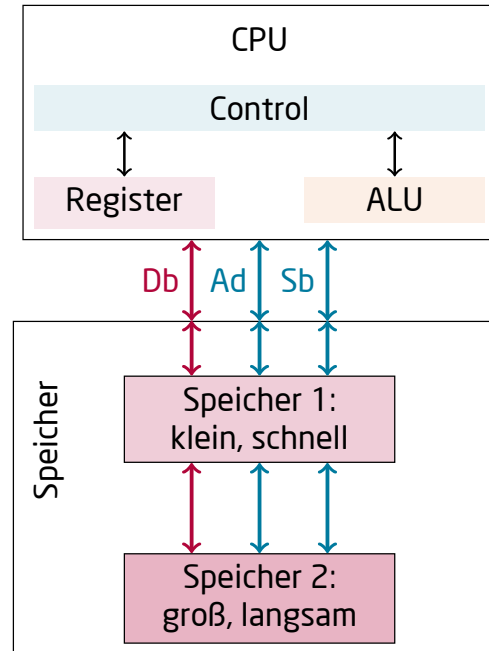 CPU
Control
Register
ALU
Db
Ad
Sb
Speicher
Speicher 1:
klein, schnell
Speicher 2:
groß, langsam